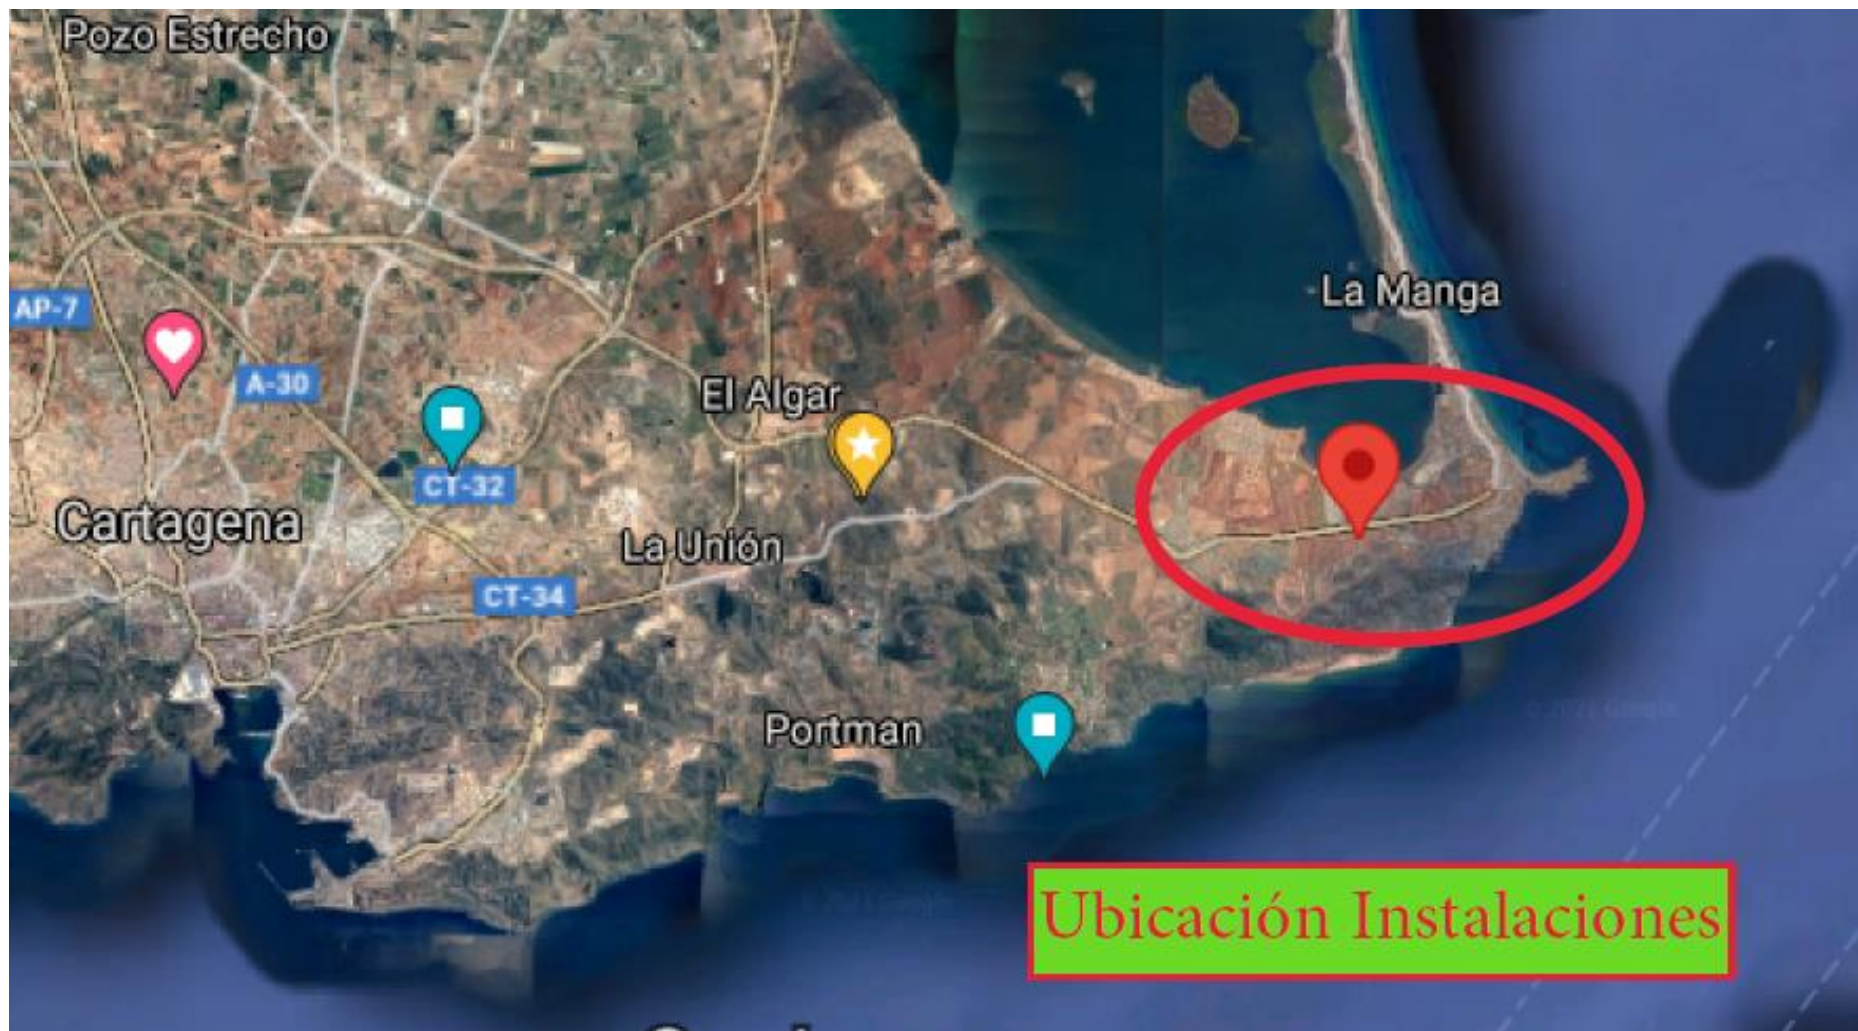 Pozo Estrecho
La Manga
AP-7
A-30
El Algar
CT-32
Cartagena
La Unión
CT-34
Portman
Ubicación Instalaciones